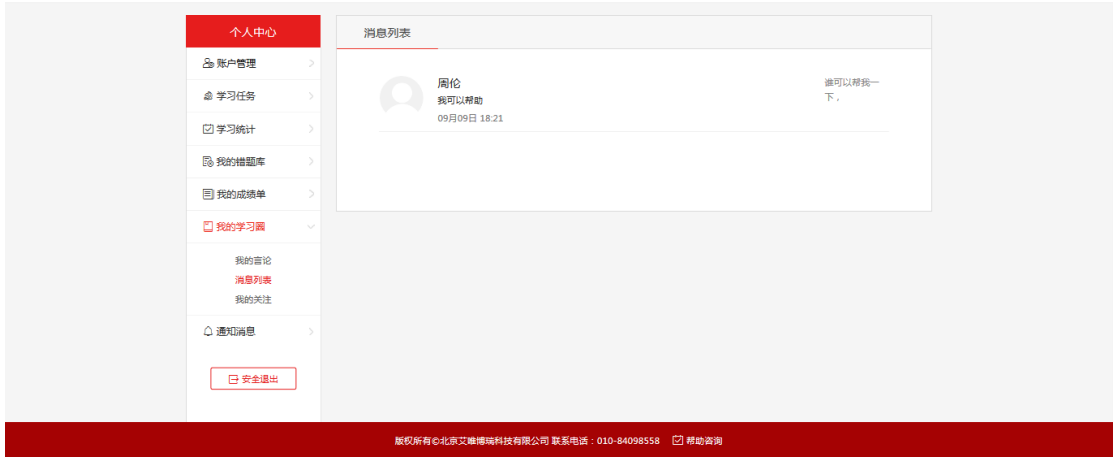 个人中心
账户管理
学习任务
学习统计
我的错题库
我的成绩单
我的学习圈
我的言论
消息列表
我的关注
通知消息
安全退出
消息列表
周伦
我可以帮助
09月09日 18:21
谁可以帮我一
下，
版权所有©北京艾唯博瑞科技有限公司 联系电话：010-84098558 帮助咨询